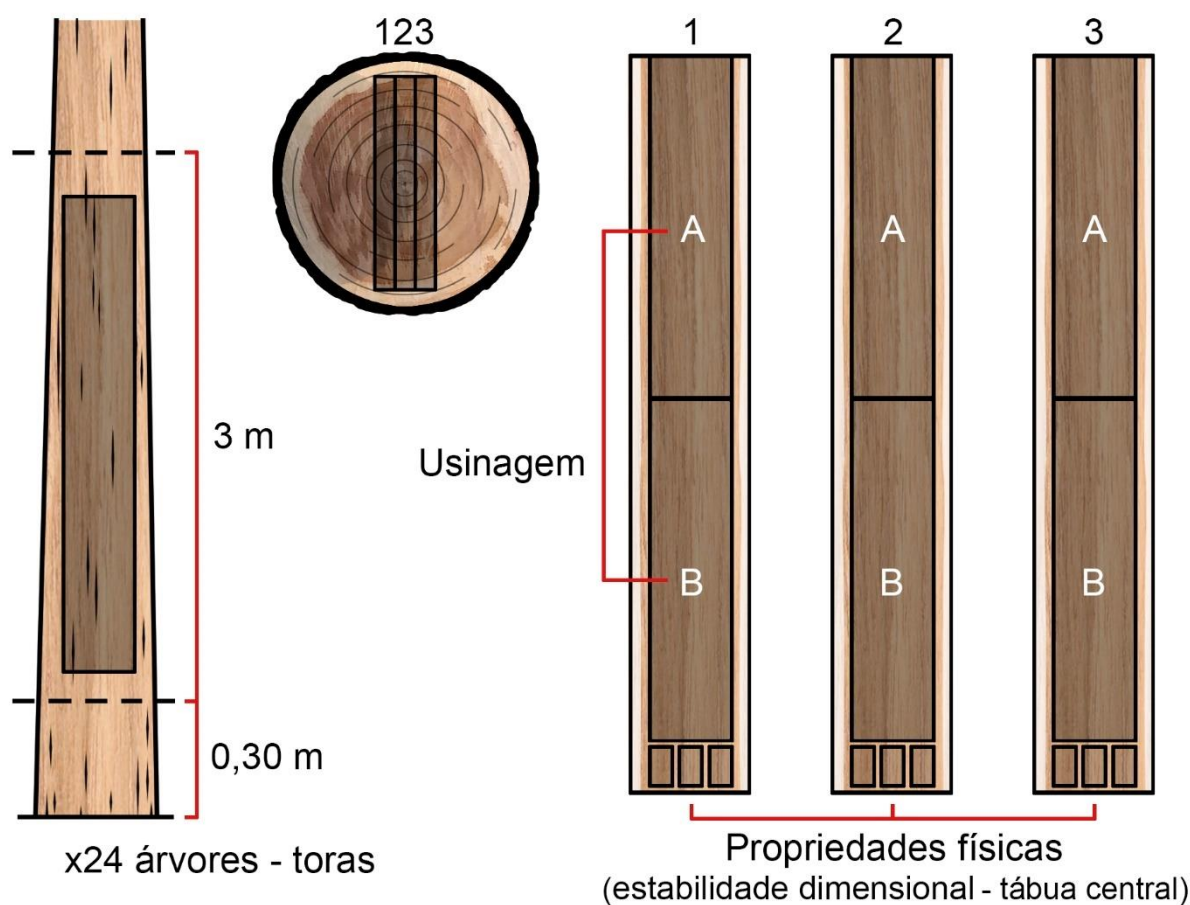 123
1
2
3
A
A
A
3 m
Usinagem
B
B
B
0,30 m
x24 árvores - toras
Propriedades físicas
(estabilidade dimensional - tábua central)